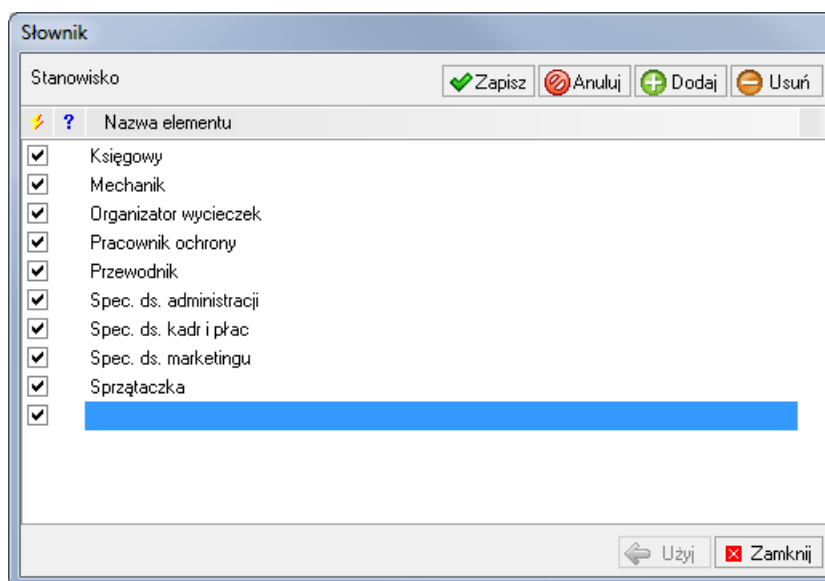 Słownik
Stanowisko Zapisz Anuluj Dodaj Usuń
? Nazwa elementu
Księgowy
Mechanik
Organizator wycieczek
Pracownik ochrony
Przewodnik
Spec. ds. administracji
Spec. ds. kadr i płac
Spec. ds. marketingu
Sprzątaczka
Użyj Zamknij